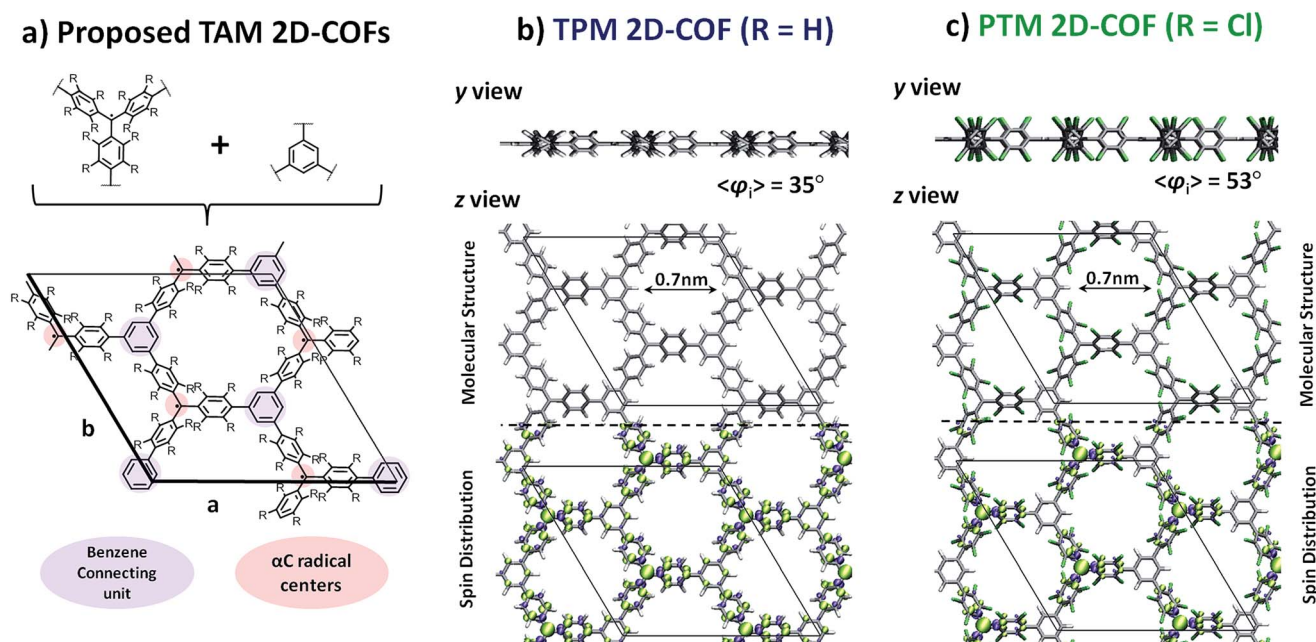 a) Proposed TAM 2D-COFs
b) TPM 2D-COF (R = H)
c) PTM 2D-COF (R = Cl)
R R R R
R R R R
R R
R R
+
R R R R
R R R R
R R R R
R R R R
R R R R
R R R R
R R R R
R R R R
b
a
Benzene
Connecting
unit
αC radical
centers
y view
<φi> = 35°
z view
0.7nm
Molecular Structure
Spin Distribution
y view
<φi> = 53°
z view
0.7nm
Molecular Structure
Spin Distribution